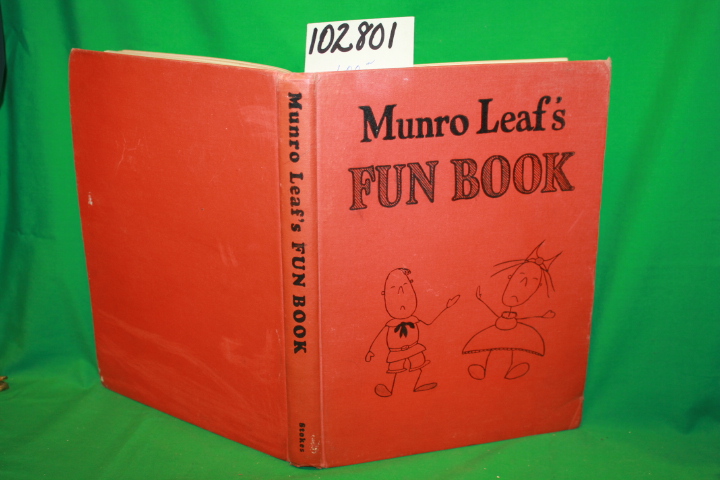 102801
Munro Leaf's
FUN BOOK
Munro Leaf's FUN BOOK
Stokes